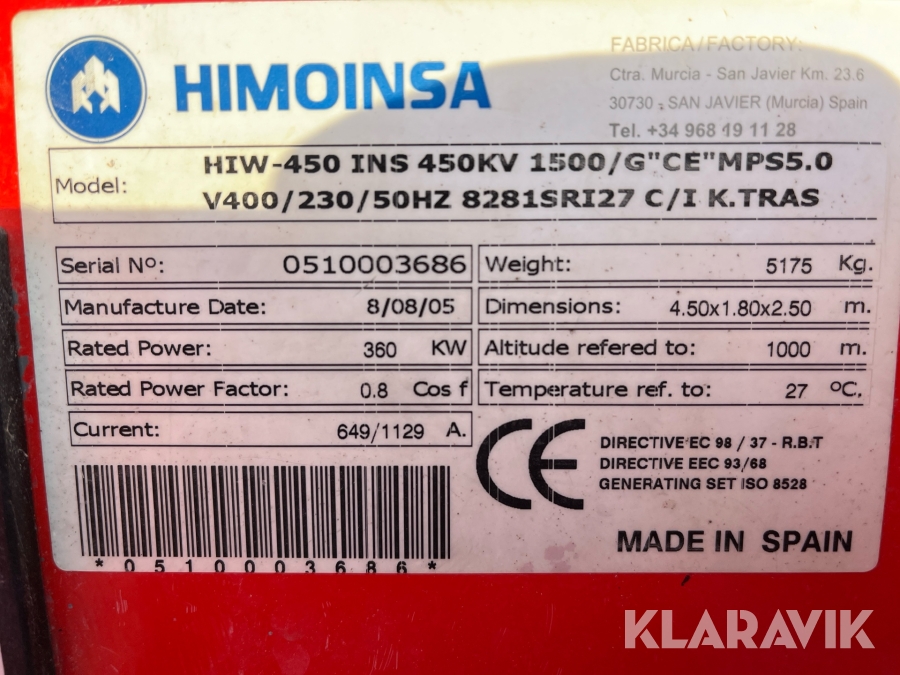 HIMOINSA
FABRICA/FACTORY:
Ctra. Murcia - San Javier Km. 23.6
30730 - SAN JAVIER (Murcia) Spain
Tel. +34 968 19 11 28
Model: HIW-450 INS 450KV 1500/G"CE"MPS5.0
V400/230/50HZ 8281SRI27 C/I K.TRAS
Serial Nº: 0510003686
Weight: 5175 Kg.
Manufacture Date: 8/08/05
Dimensions: 4.50x1.80x2.50 m.
Rated Power: 360 KW
Altitude refered to: 1000 m.
Rated Power Factor: 0.8 Cos f
Temperature ref. to: 27 ºC.
Current: 649/1129 A.
CE
DIRECTIVE EC 98 / 37 - R.B.T
DIRECTIVE EEC 93/68
GENERATING SET ISO 8528
*0510003686*
MADE IN SPAIN
KLARAVIK